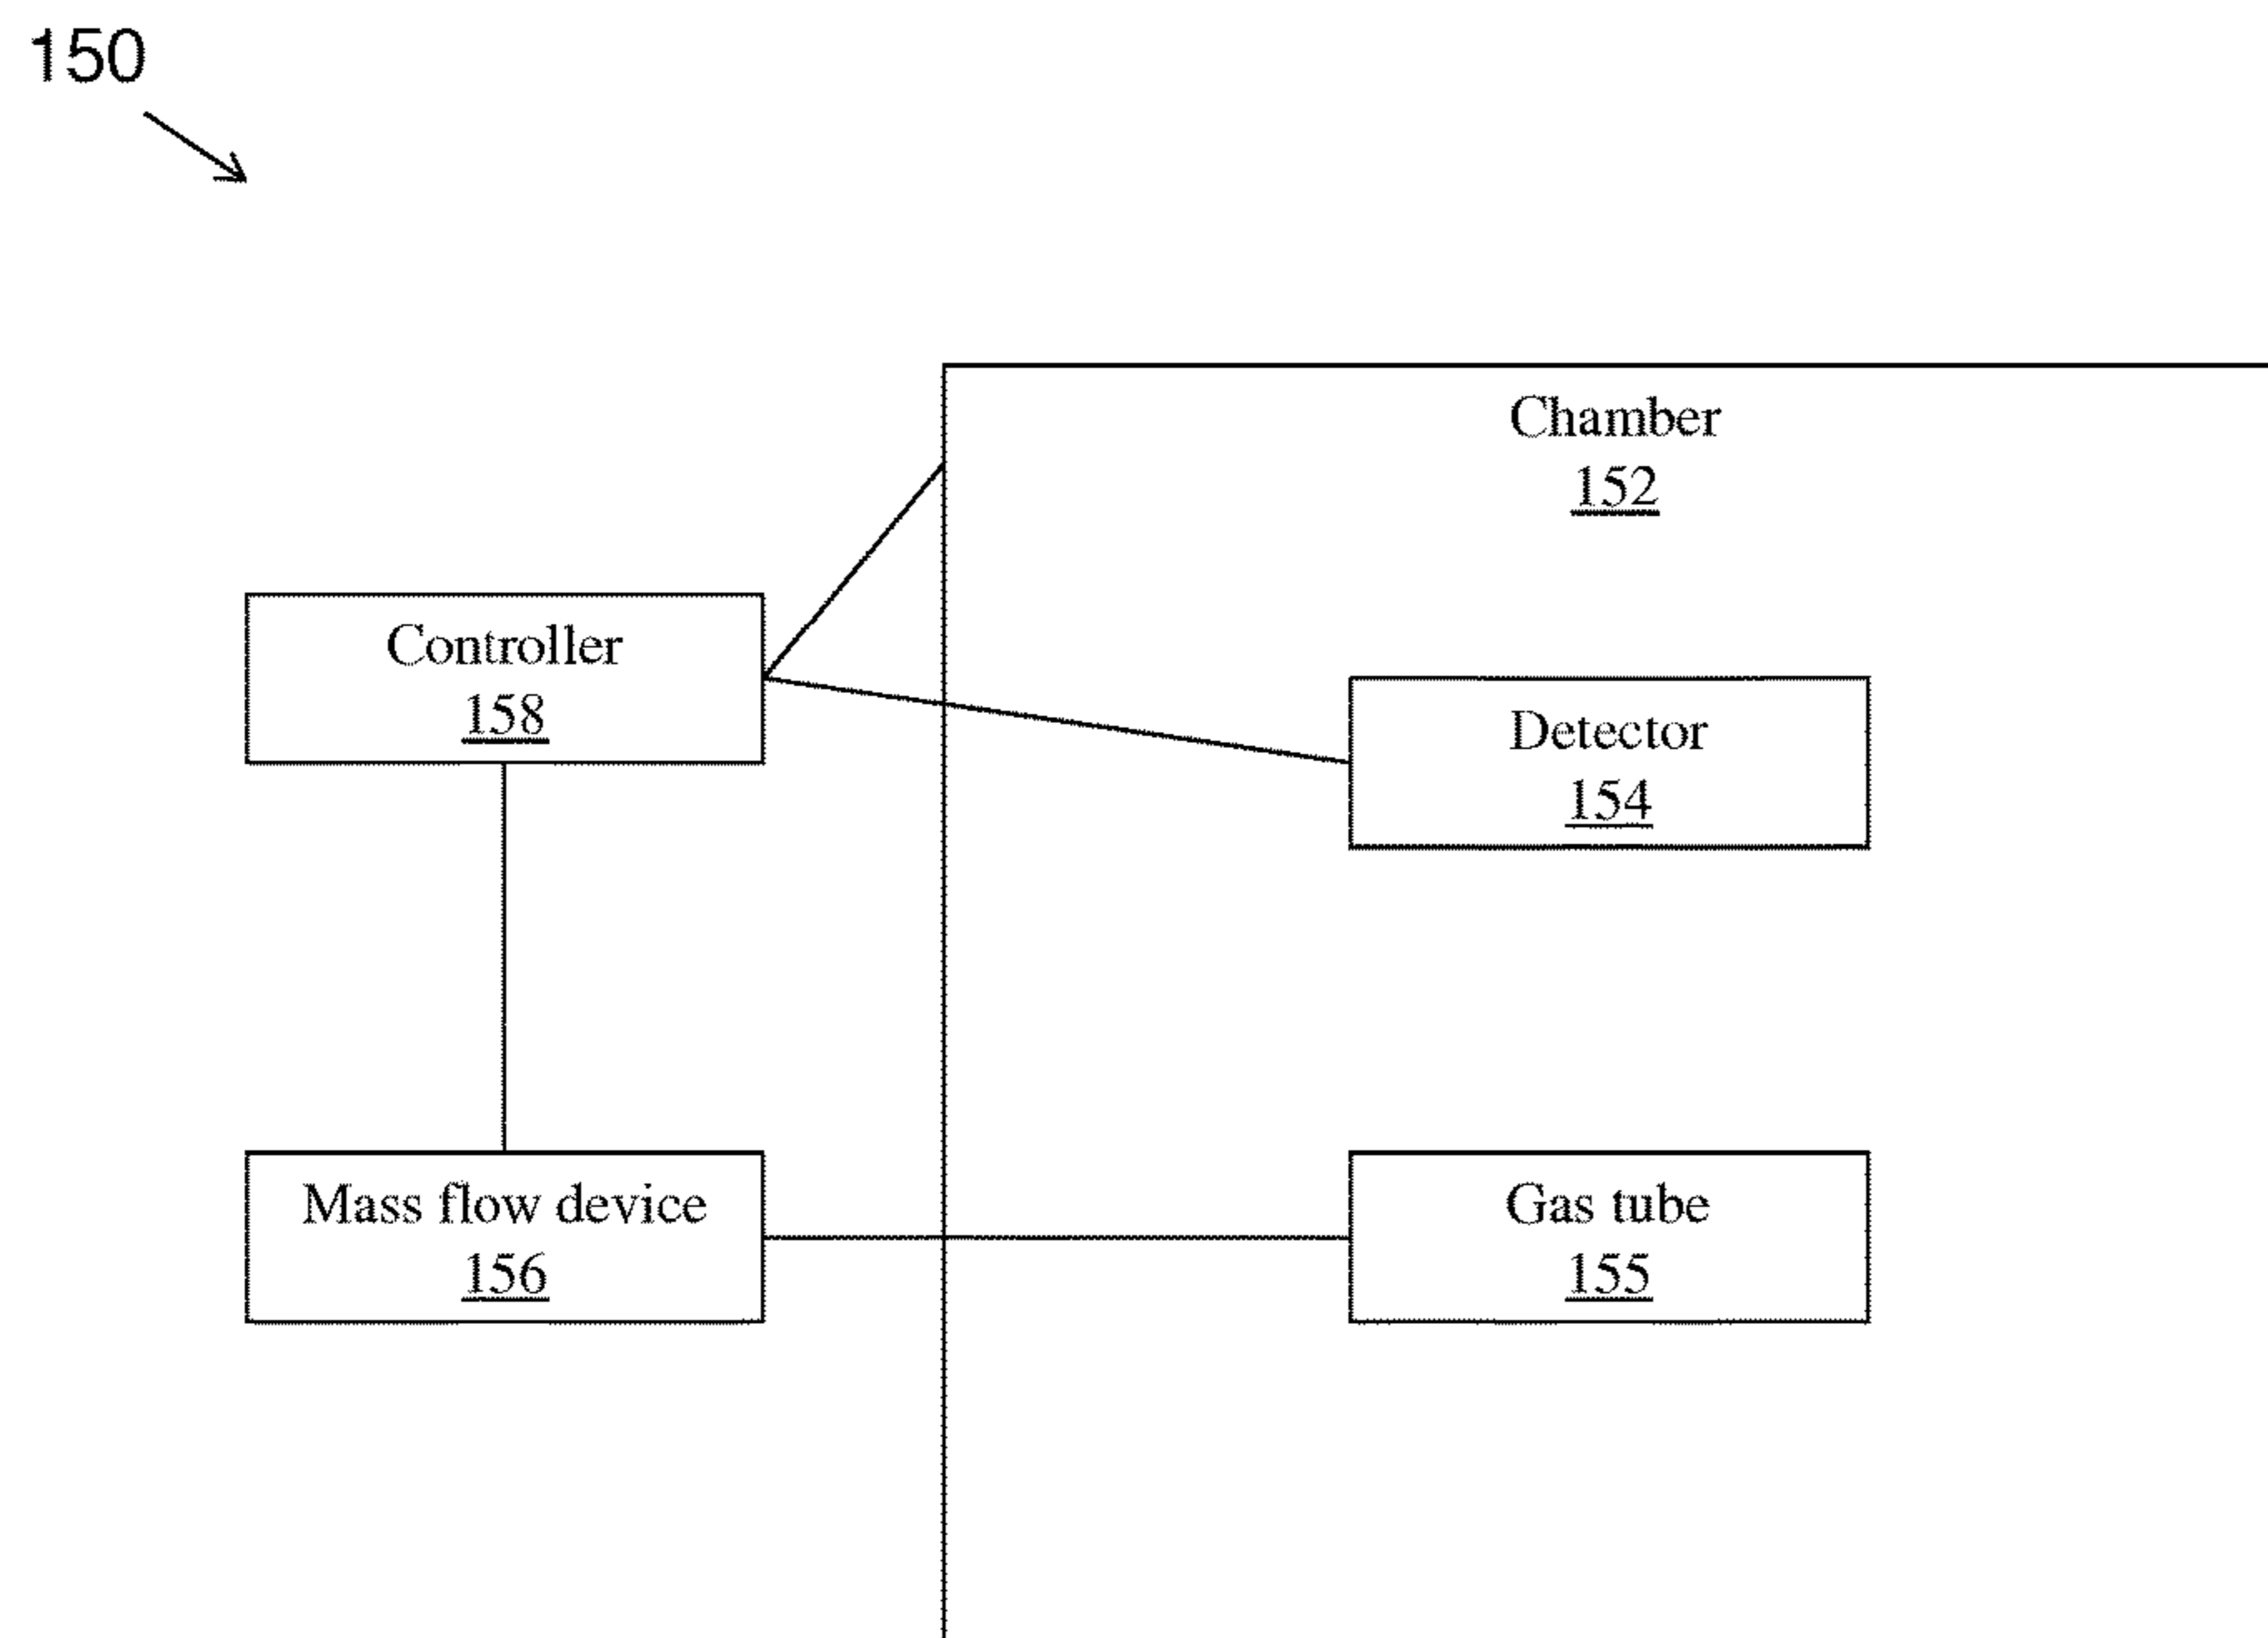 150
Chamber
152
Controller
158
Detector
154
Mass flow device
156
Gas tube
155